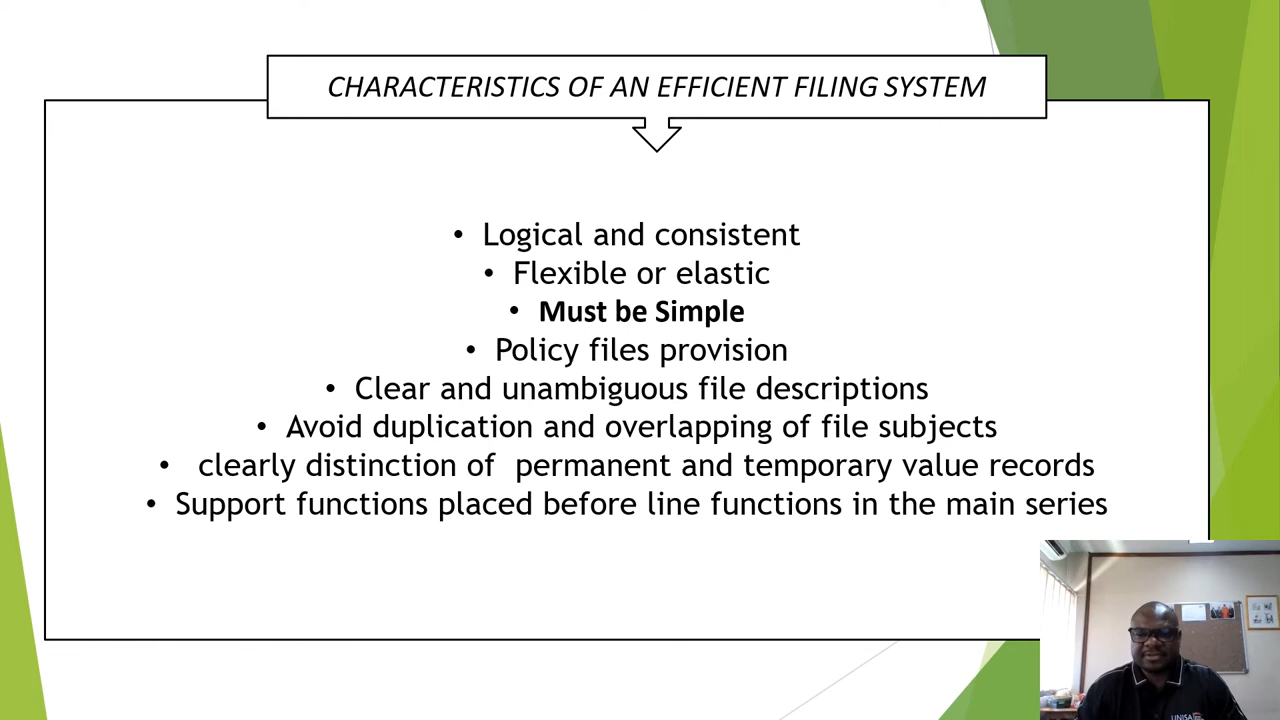 CHARACTERISTICS OF AN EFFICIENT FILING SYSTEM
• Logical and consistent
• Flexible or elastic
• Must be Simple
• Policy files provision
• Clear and unambiguous file descriptions
• Avoid duplication and overlapping of file subjects
• clearly distinction of permanent and temporary value records
• Support functions placed before line functions in the main series
UNISA